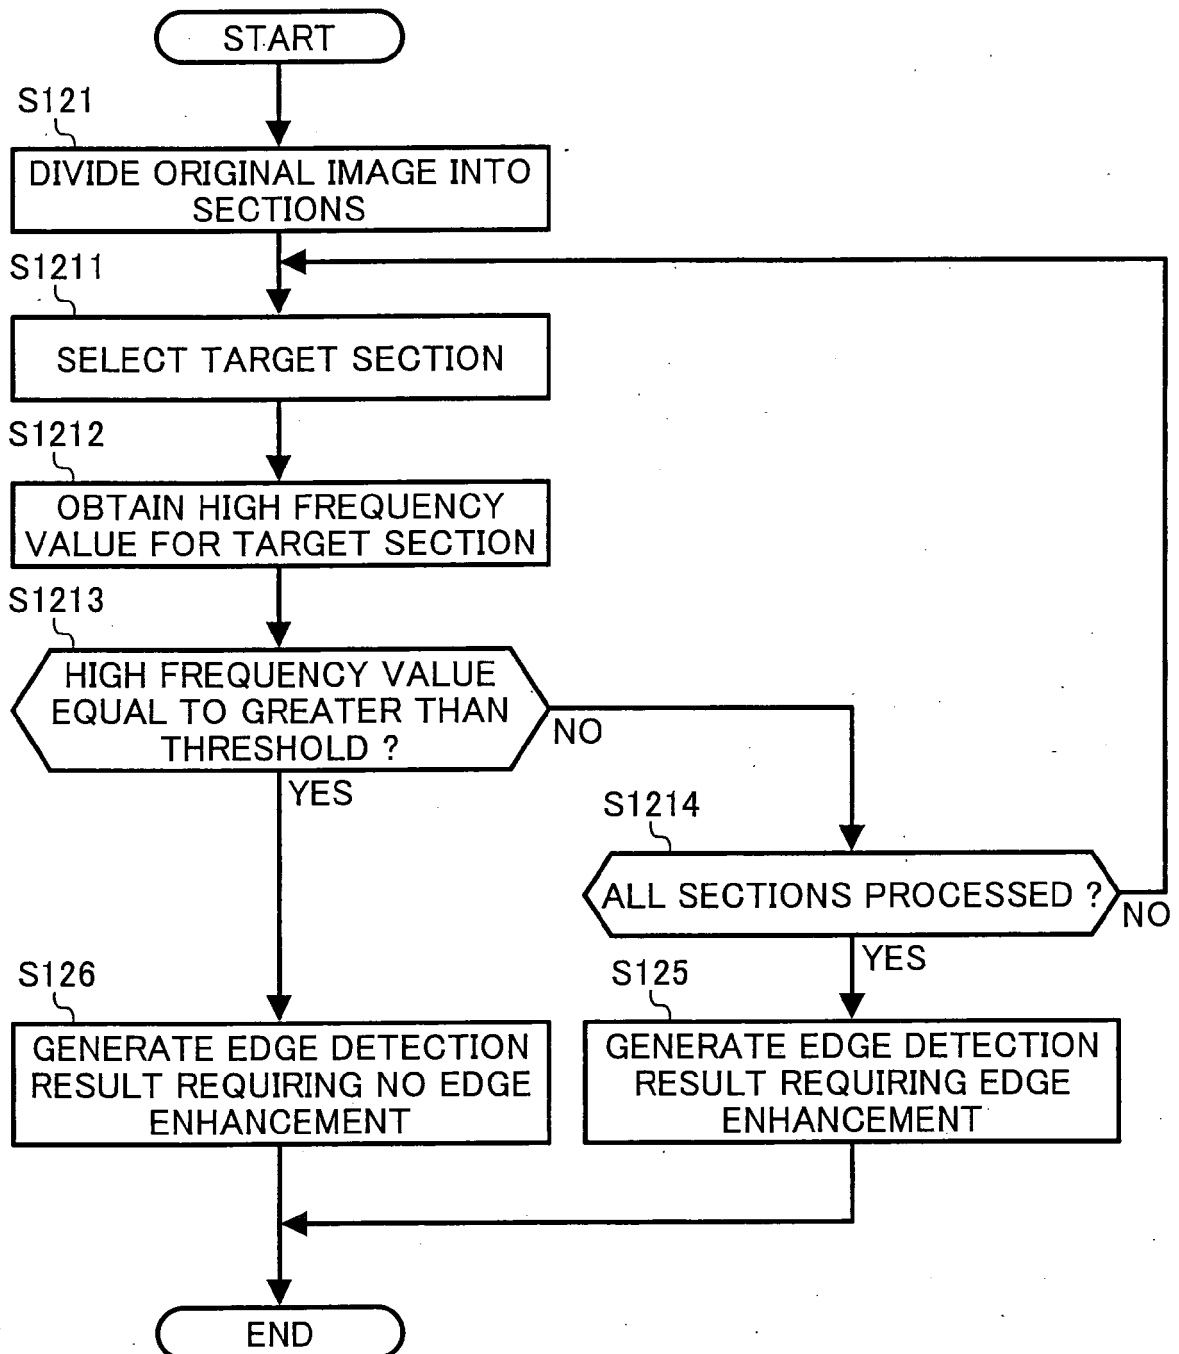 START
S121
DIVIDE ORIGINAL IMAGE INTO
SECTIONS
S1211
SELECT TARGET SECTION
S1212
OBTAIN HIGH FREQUENCY
VALUE FOR TARGET SECTION
S1213
HIGH FREQUENCY VALUE
EQUAL TO GREATER THAN
THRESHOLD ?
NO
YES
S1214
ALL SECTIONS PROCESSED ?
NO
YES
S126
GENERATE EDGE DETECTION
RESULT REQUIRING NO EDGE
ENHANCEMENT
S125
GENERATE EDGE DETECTION
RESULT REQUIRING EDGE
ENHANCEMENT
END